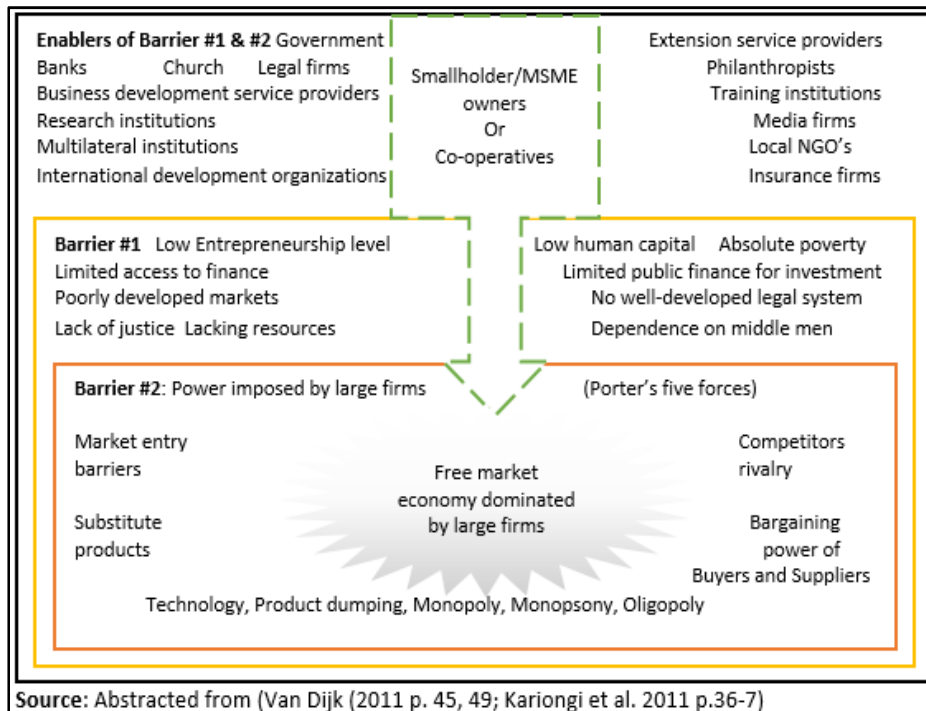 Enablers of Barrier #1 & #2 Government
Banks Church Legal firms
Business development service providers
Research institutions
Multilateral institutions
International development organizations
Smallholder/MSME
owners
Or
Co-operatives
Extension service providers
Philanthropists
Training institutions
Media firms
Local NGO's
Insurance firms
Barrier #1 Low Entrepreneurship level
Limited access to finance
Poorly developed markets
Lack of justice Lacking resources
Low human capital Absolute poverty
Limited public finance for investment
No well-developed legal system
Dependence on middle men
Barrier #2: Power imposed by large firms (Porter's five forces)
Market entry
barriers
Substitute
products
Free market
economy dominated
by large firms
Competitors
rivalry
Bargaining
power of
Buyers and Suppliers
Technology, Product dumping, Monopoly, Monopsony, Oligopoly
Source: Abstracted from (Van Dijk (2011 p. 45, 49; Kariongi et al. 2011 p.36-7)